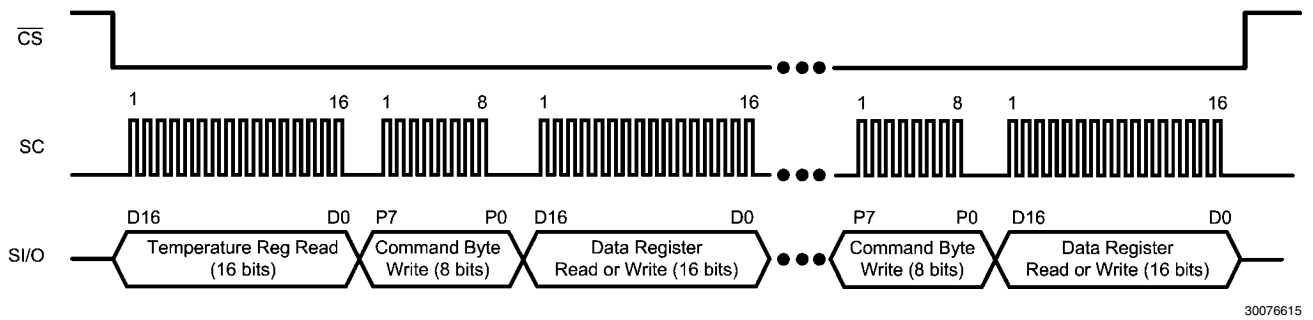 CS
1 16 1 8 1 16 1 8 1 16
SC
D16 D0 P7 P0 D16 D0 P7 P0 D16 D0
SI/O
Temperature Reg Read
(16 bits)
Command Byte
Write (8 bits)
Data Register
Read or Write (16 bits)
Command Byte
Write (8 bits)
Data Register
Read or Write (16 bits)
30076615